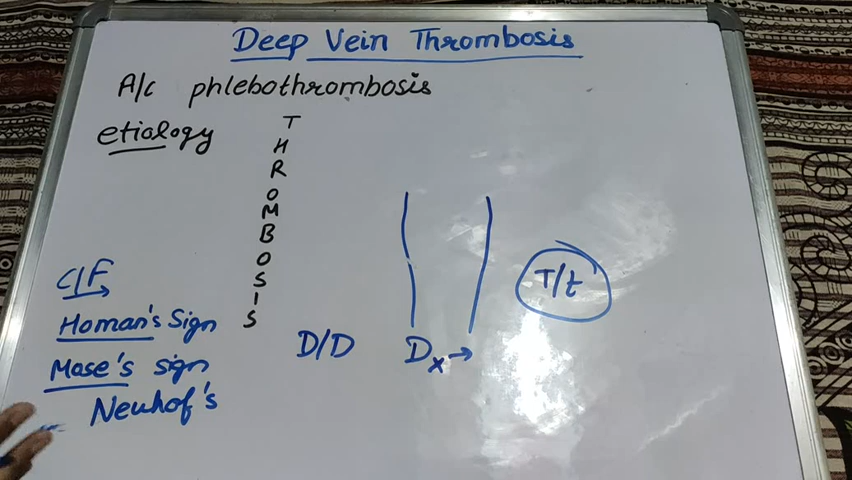 Deep Vein Thrombosis
A/c phlebothrombosis
etiology
T
H
R
O
M
B
O
S
I
S
C/F
Homan's Sign
Mose's sign
Neuhof's
D/D
Dx→
T/t